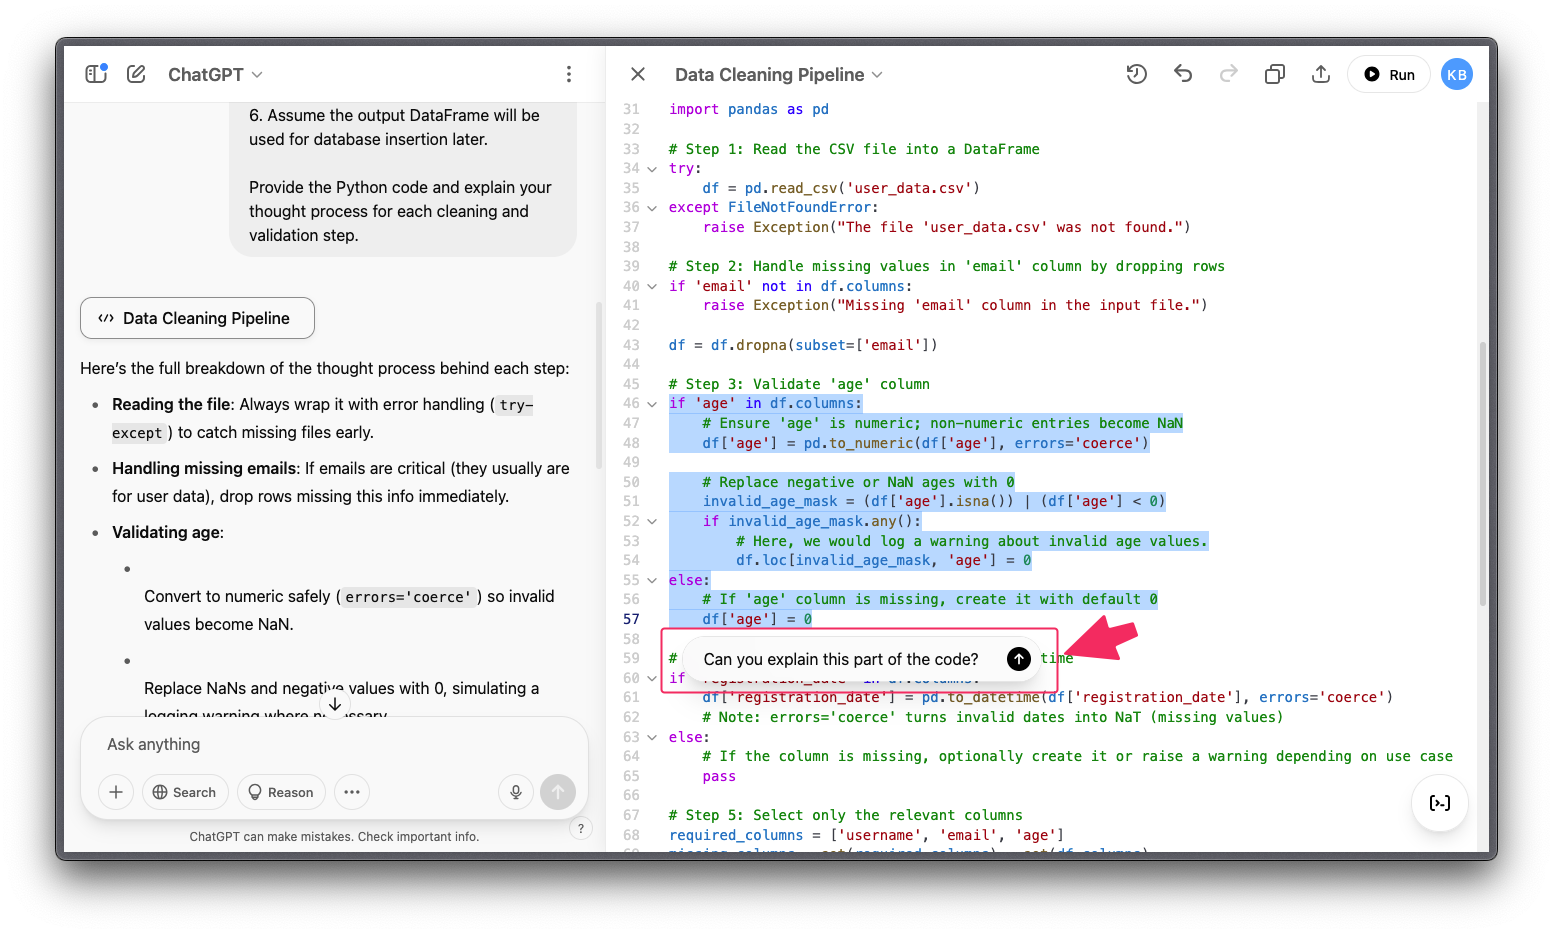 ChatGPT
6. Assume the output DataFrame will be
used for database insertion later.
Provide the Python code and explain your
thought process for each cleaning and
validation step.
Data Cleaning Pipeline
Here's the full breakdown of the thought process behind each step:
• Reading the file: Always wrap it with error handling (try-
except) to catch missing files early.
• Handling missing emails: If emails are critical (they usually are
for user data), drop rows missing this info immediately.
• Validating age:
•
Convert to numeric safely (errors='coerce') so invalid
values become NaN.
•
Replace NaNs and negative values with 0, simulating a
logging warning where necessary
Ask anything
+ Search Reason ...
ChatGPT can make mistakes. Check important info.
?
Data Cleaning Pipeline
Run
KB
31 import pandas as pd
32
33 # Step 1: Read the CSV file into a DataFrame
34 try:
35     df = pd.read_csv('user_data.csv')
36 except FileNotFoundError:
37     raise Exception("The file 'user_data.csv' was not found.")
38
39 # Step 2: Handle missing values in 'email' column by dropping rows
40 if 'email' not in df.columns:
41     raise Exception("Missing 'email' column in the input file.")
42
43 df = df.dropna(subset=['email'])
44
45 # Step 3: Validate 'age' column
46 if 'age' in df.columns:
47     # Ensure 'age' is numeric; non-numeric entries become NaN
48     df['age'] = pd.to_numeric(df['age'], errors='coerce')
49
50     # Replace negative or NaN ages with 0
51     invalid_age_mask = (df['age'].isna()) | (df['age'] < 0)
52     if invalid_age_mask.any():
53         # Here, we would log a warning about invalid age values.
54         df.loc[invalid_age_mask, 'age'] = 0
55 else:
56     # If 'age' column is missing, create it with default 0
57     df['age'] = 0
58
Can you explain this part of the code?
59 # time
60 if 'registration_date' in df.columns:
61     df['registration_date'] = pd.to_datetime(df['registration_date'], errors='coerce')
62     # Note: errors='coerce' turns invalid dates into NaT (missing values)
63 else:
64     # If the column is missing, optionally create it or raise a warning depending on use case
65     pass
66
67 # Step 5: Select only the relevant columns
68 required_columns = ['username', 'email', 'age']
69 missing_columns = set(required_columns) - set(df.columns)